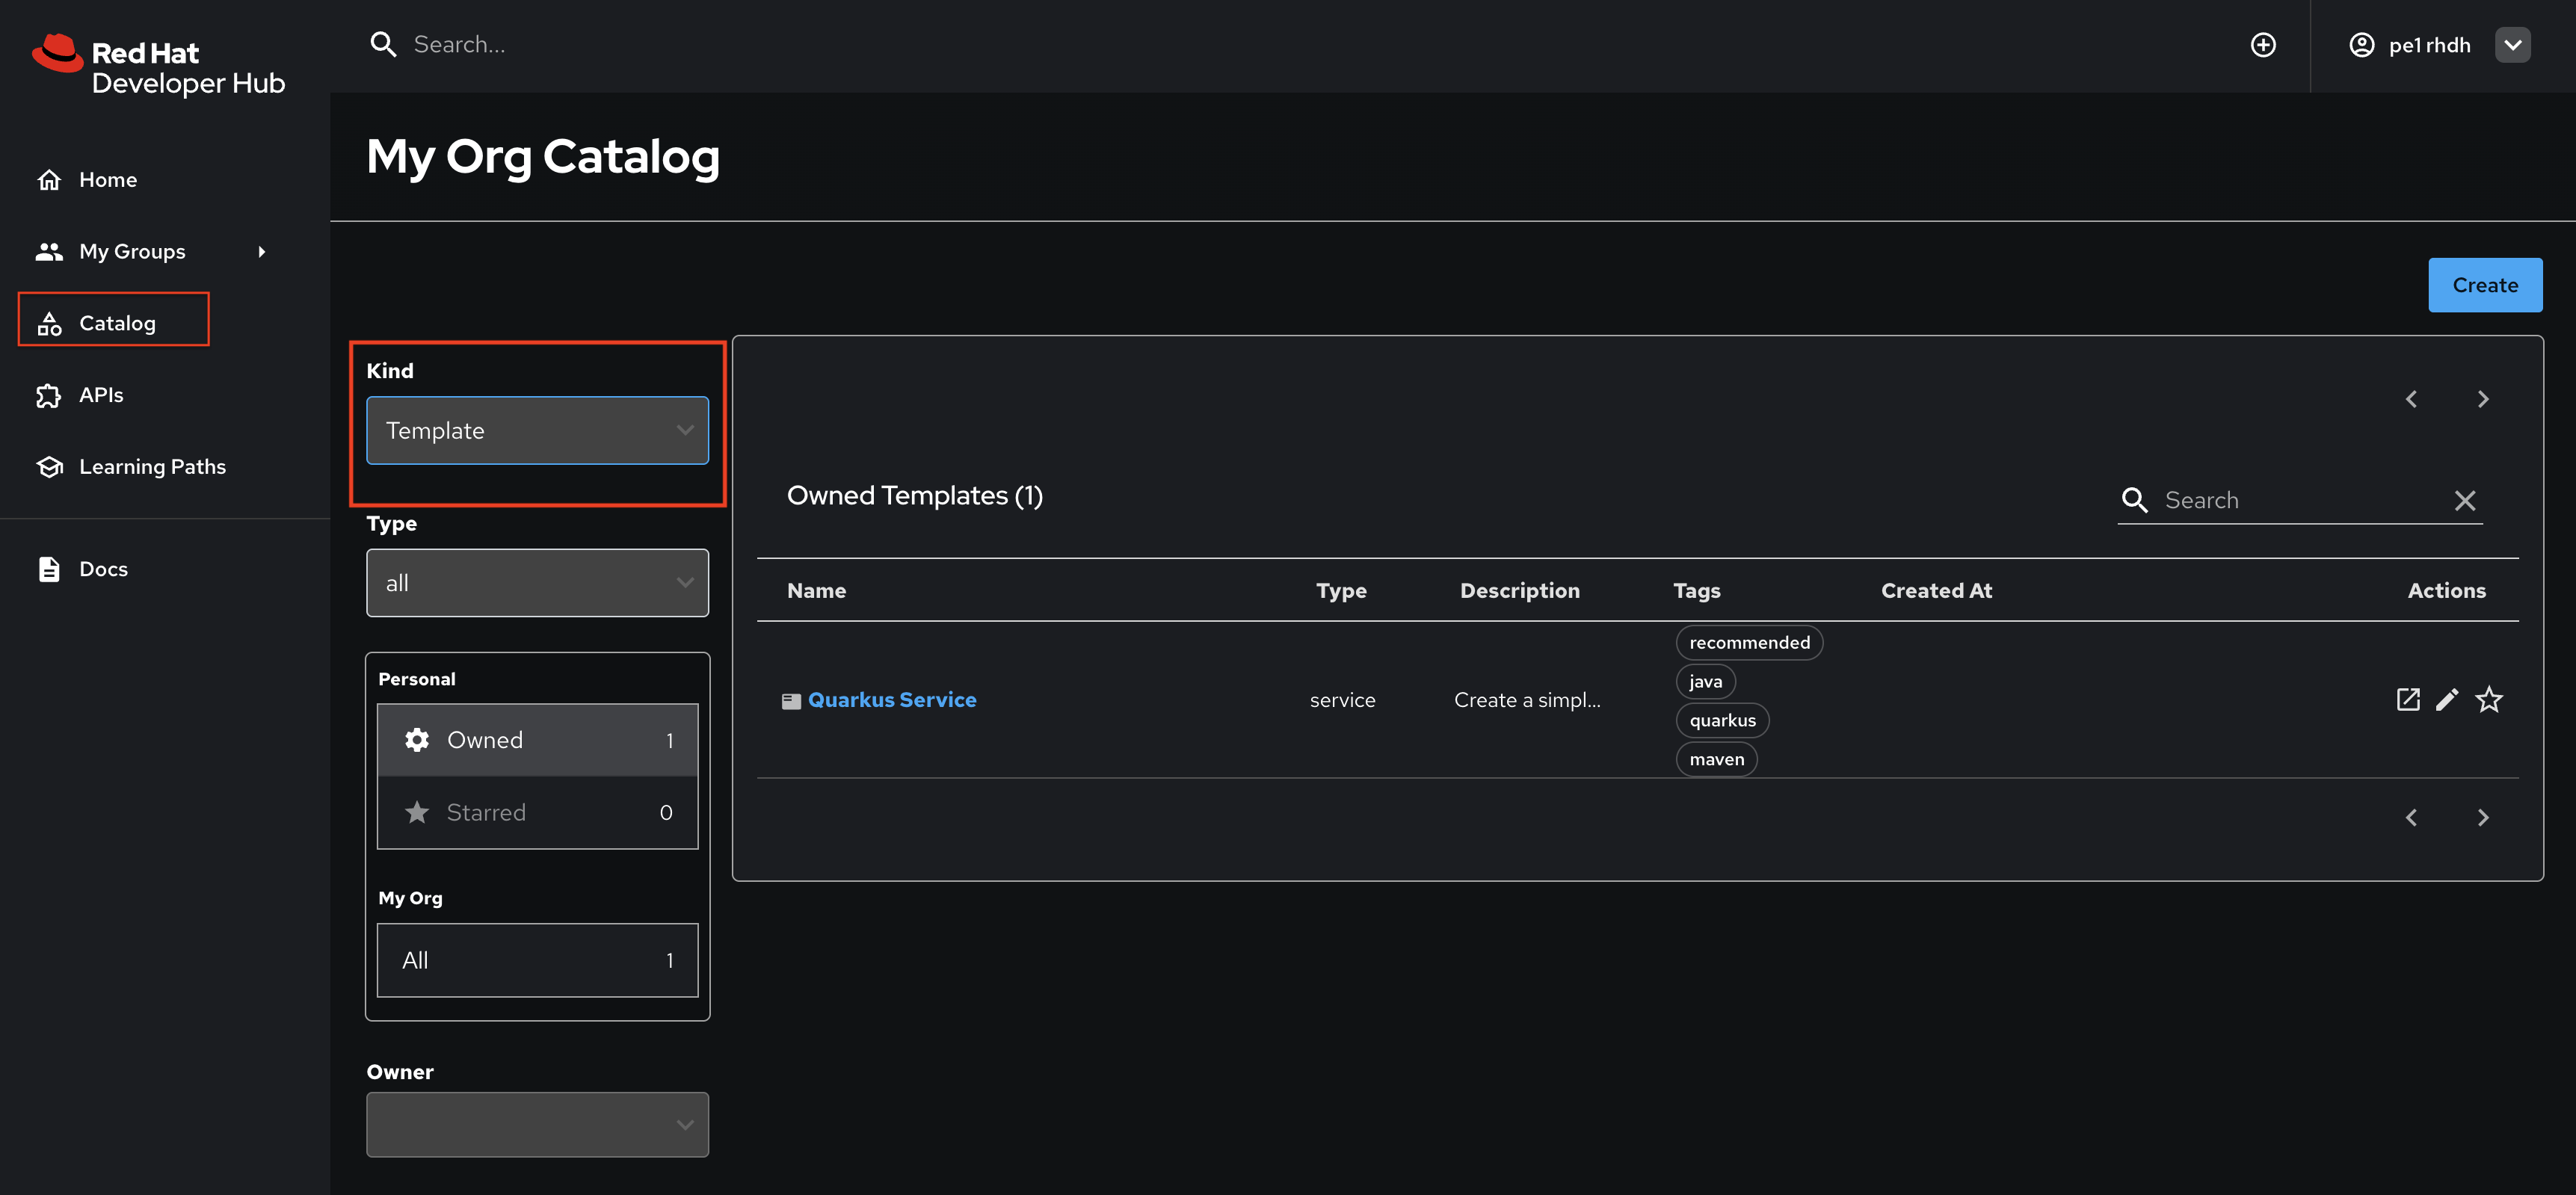 Red Hat
Developer Hub
Search...
pe1 rhdh
Home
My Groups
Catalog
APIs
Learning Paths
Docs
My Org Catalog
Create
Kind
Template
Type
all
Personal
Owned 1
Starred 0
My Org
All 1
Owner
Owned Templates (1)
Search
Name Type Description Tags Created At Actions
Quarkus Service service Create a simpl...
recommended
java
quarkus
maven